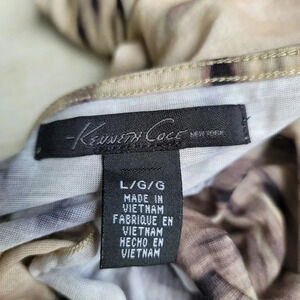 Kenneth Cole
NEW YORK
L/G/G
MADE IN
VIETNAM
FABRIQUE EN
VIETNAM
HECHO EN
VIETNAM